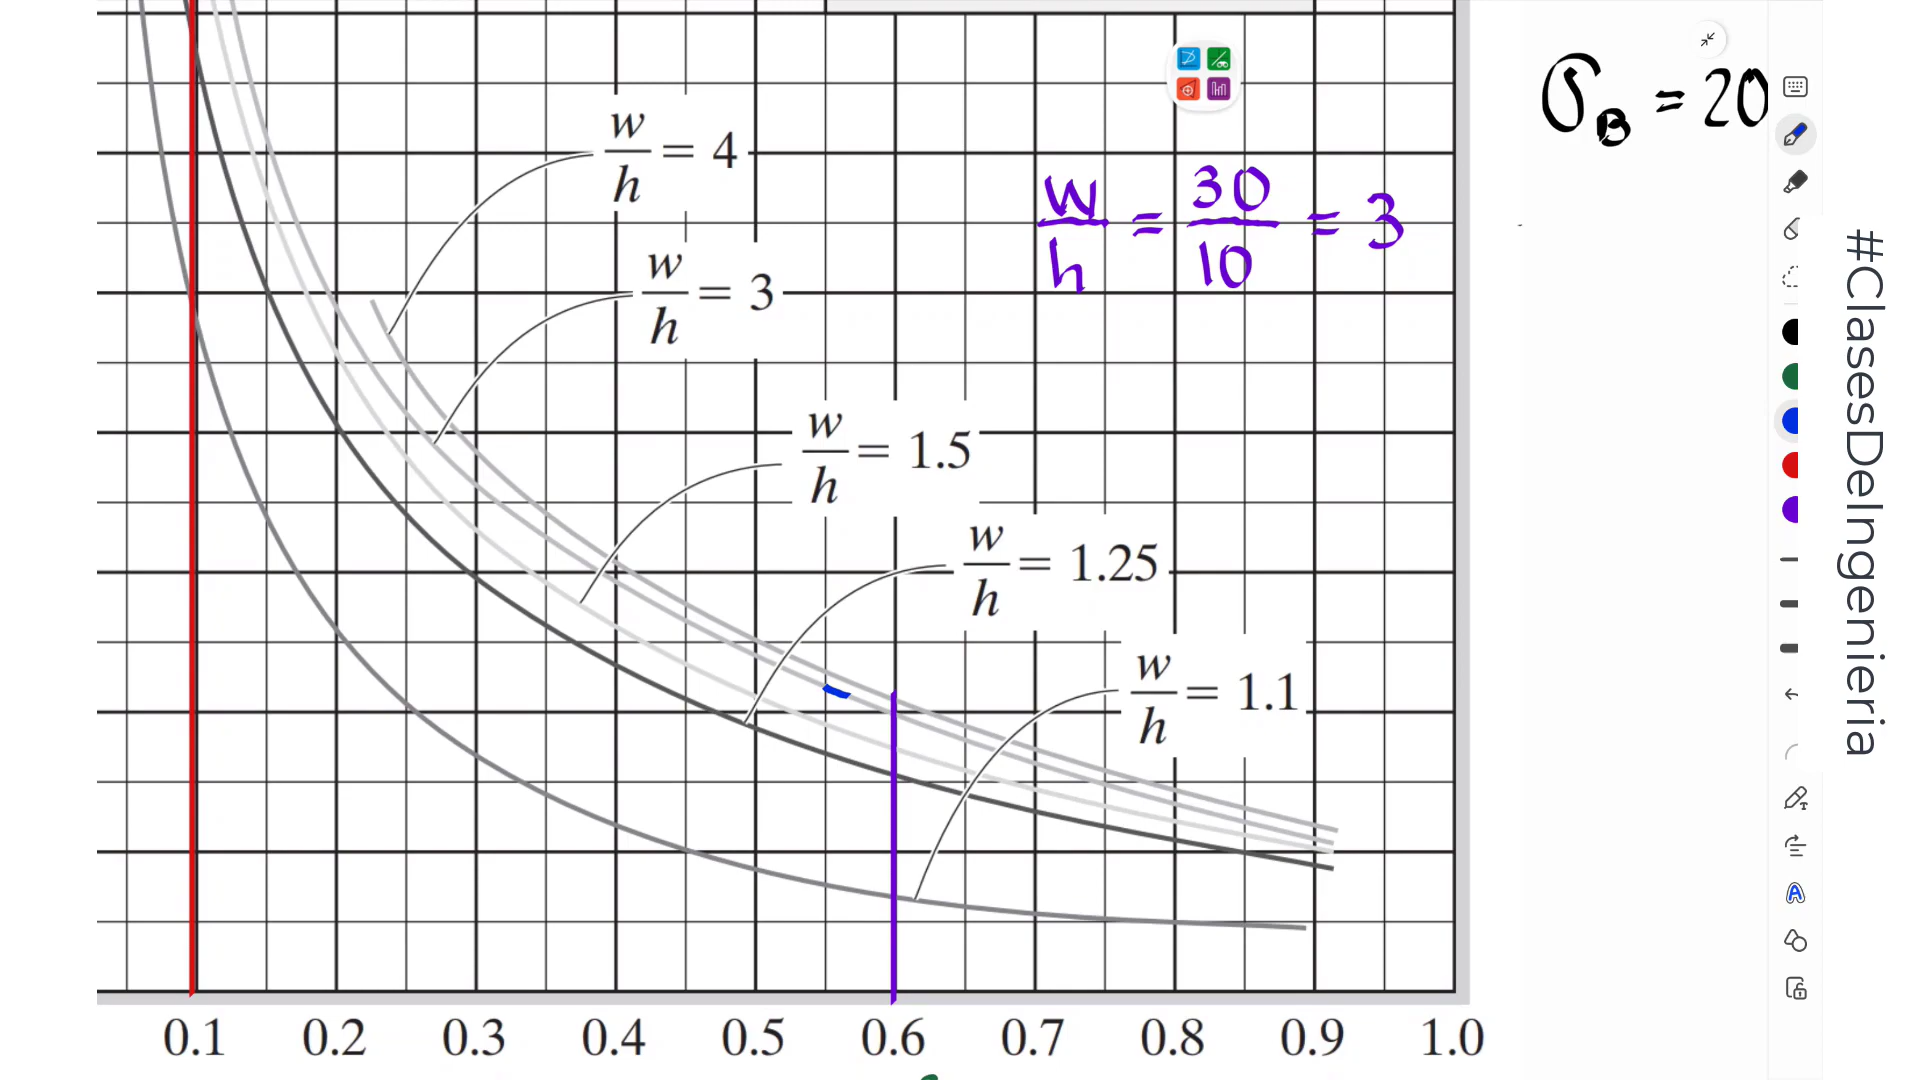 w/h = 4
w/h = 3
w/h = 1.5
w/h = 1.25
w/h = 1.1
w/h = 30/10 = 3
σB = 20
0.1 0.2 0.3 0.4 0.5 0.6 0.7 0.8 0.9 1.0
#ClasesDeIngenieria